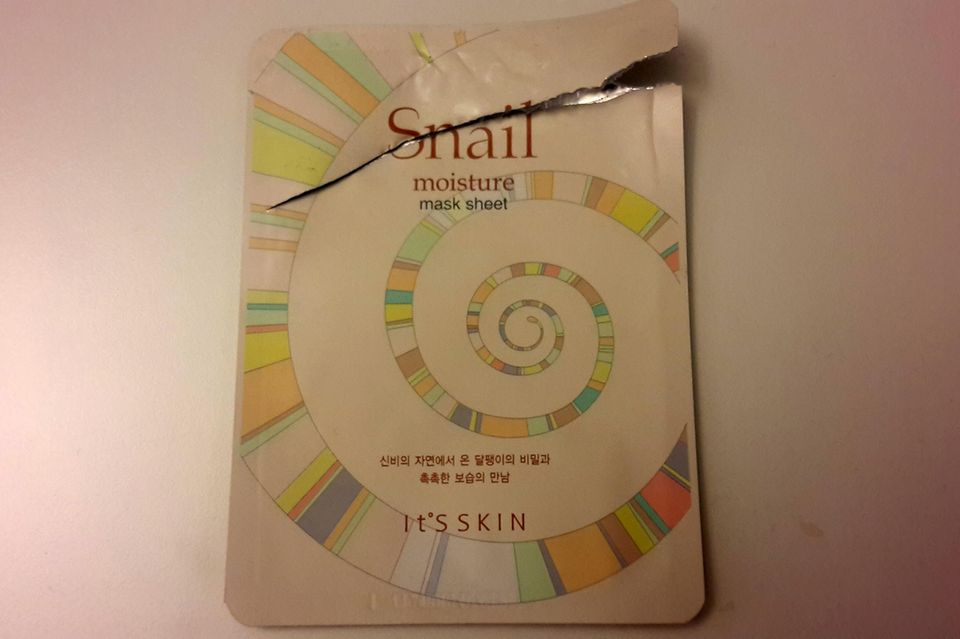 Snail
moisture
mask sheet
신비의 자연에서 온 달팽이의 비밀과
촉촉한 보습의 만남
It°S SKIN